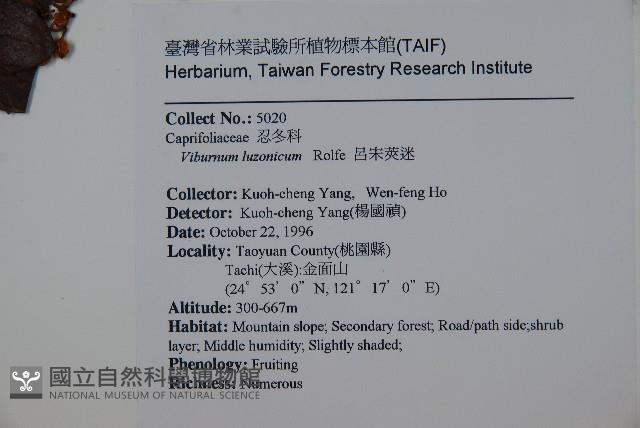 臺灣省林業試驗所植物標本館(TAIF)
Herbarium, Taiwan Forestry Research Institute
Collect No.: 5020
Caprifoliaceae 忍冬科
Viburnum luzonicum Rolfe 呂宋莢迷
Collector: Kuoh-cheng Yang, Wen-feng Ho
Detector: Kuoh-cheng Yang(楊國禎)
Date: October 22, 1996
Locality: Taoyuan County(桃園縣)
Tachi(大溪):金面山
(24° 53' 0" N, 121° 17' 0" E)
Altitude: 300-667m
Habitat: Mountain slope; Secondary forest; Road/path side;shrub
layer; Middle humidity; Slightly shaded;
Phenology: Fruiting
Richness: Numerous
國立自然科學博物館
NATIONAL MUSEUM OF NATURAL SCIENCE